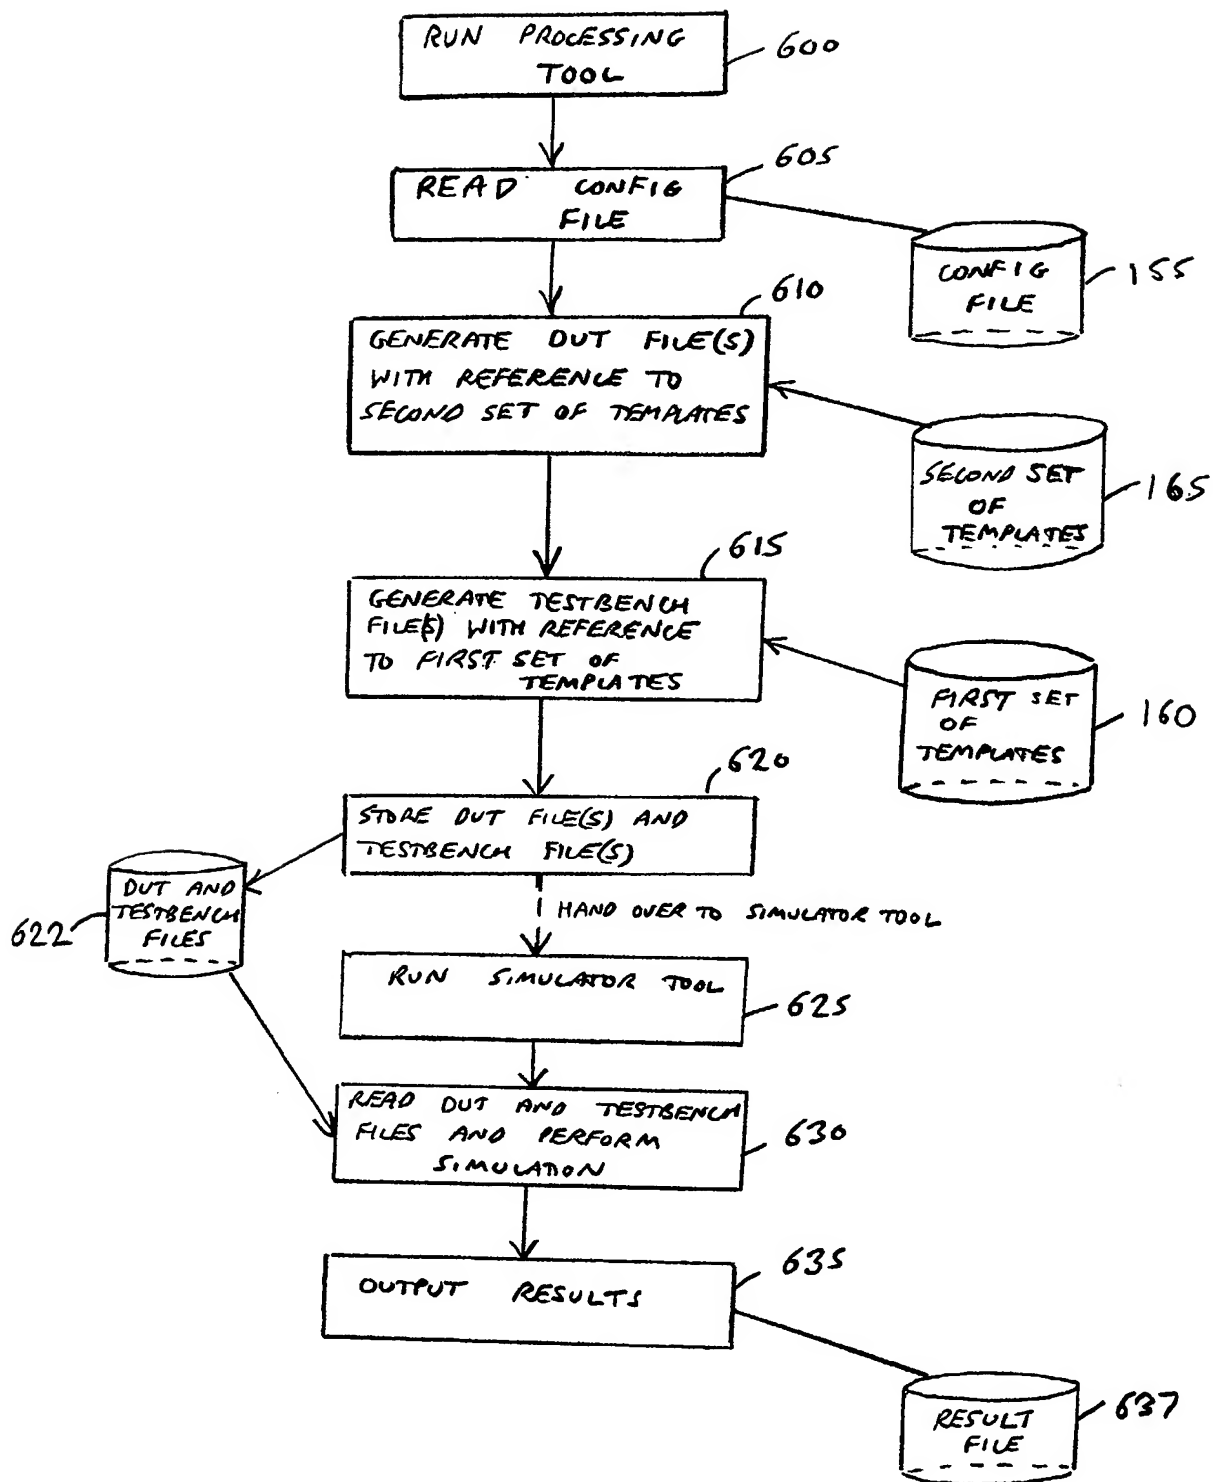 RUN PROCESSING
TOOL
600
READ CONFIG
FILE
605
CONFIG
FILE
155
610
GENERATE DUT FILE(S)
WITH REFERENCE TO
SECOND SET OF TEMPLATES
SECOND SET
OF
TEMPLATES
165
615
GENERATE TESTBENCH
FILE(S) WITH REFERENCE
TO FIRST SET OF
TEMPLATES
FIRST SET
OF
TEMPLATES
160
620
STORE DUT FILE(S) AND
TESTBENCH FILE(S)
DUT AND
TESTBENCH
FILES
622
HAND OVER TO SIMULATOR TOOL
RUN SIMULATOR TOOL
625
READ DUT AND TESTBENCH
FILES AND PERFORM
SIMULATION
630
OUTPUT RESULTS
635
RESULT
FILE
637